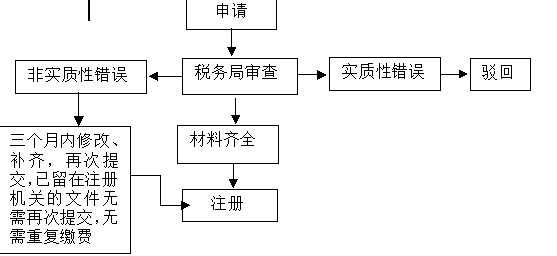 申请
非实质性错误
税务局审查
实质性错误
驳回
三个月内修改、
补齐，再次提
交,已留在注册
机关的文件无
需再次提交,无
需重复缴费
材料齐全
注册